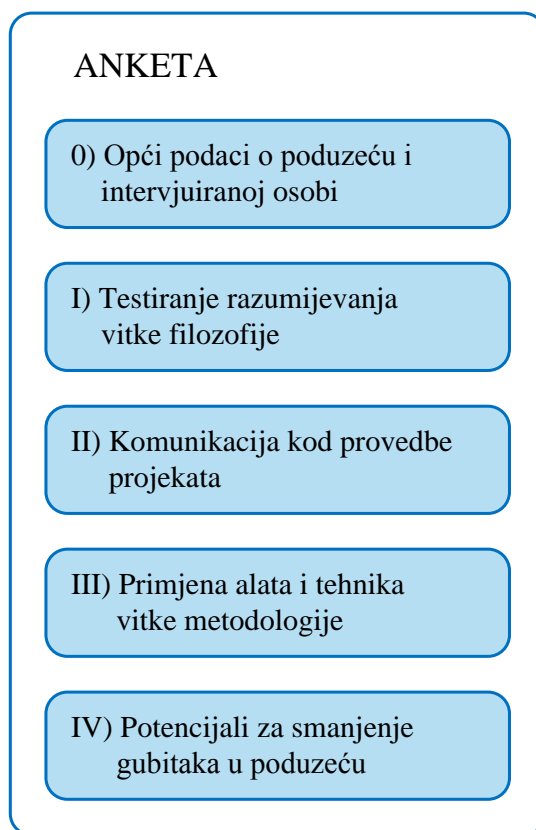 ANKETA
0) Opći podaci o poduzeću i
intervjuiranoj osobi
I) Testiranje razumijevanja
vitke filozofije
II) Komunikacija kod provedbe
projekata
III) Primjena alata i tehnika
vitke metodologije
IV) Potencijali za smanjenje
gubitaka u poduzeću